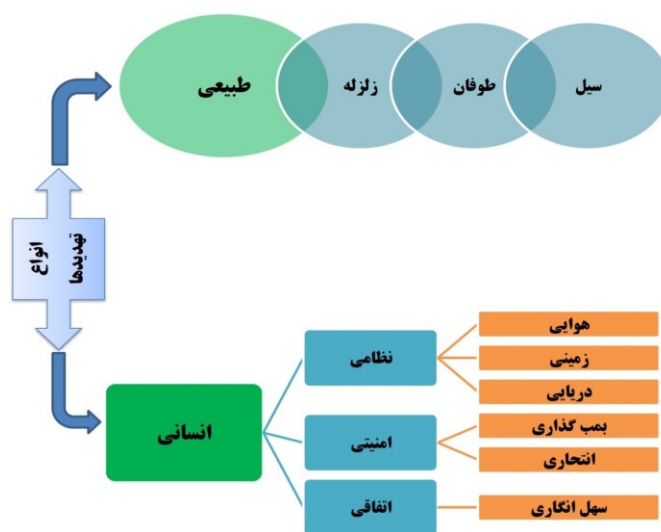 طبیعی
زلزله
طوفان
سیل
انواع
تهدیدها
انسانی
نظامی
هوایی
زمینی
دریایی
امنیتی
بمب گذاری
انتحاری
اتفاقی
سهل انگاری